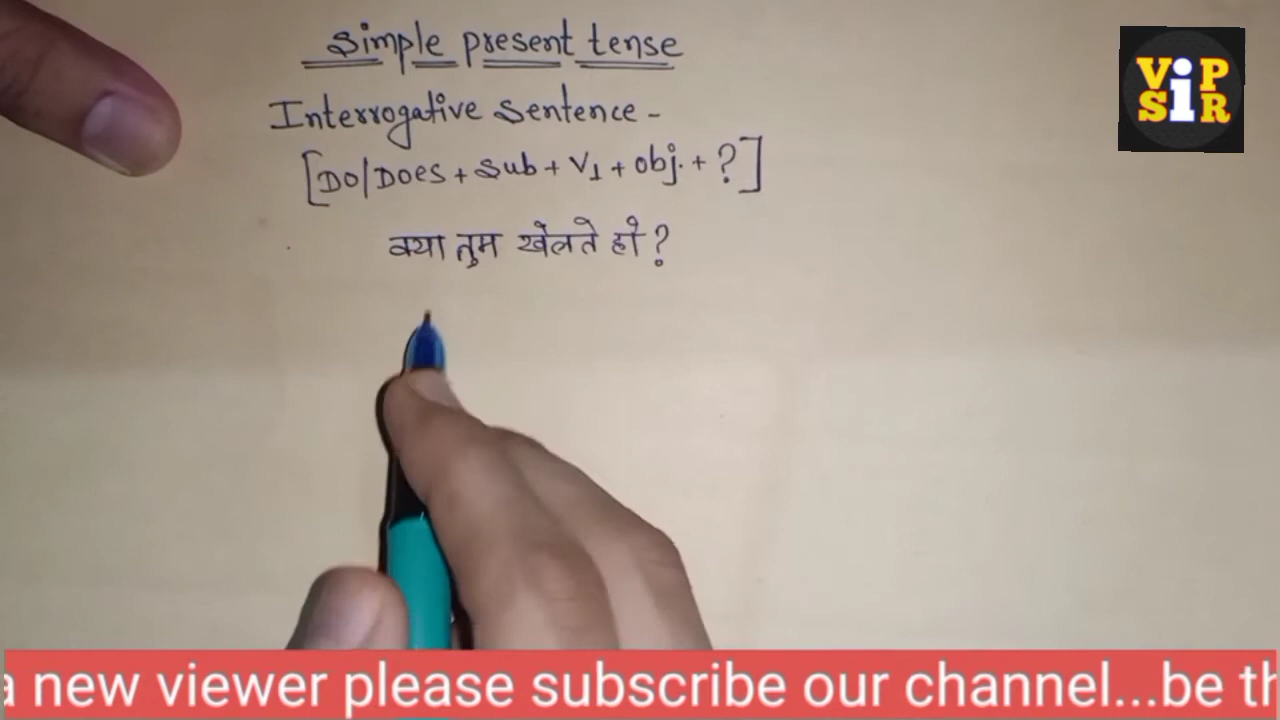 Simple present tense
Interrogative Sentence -
[DO/DOES + Sub + V1 + obj. + ?]
क्या तुम खेलते हो?
ViP
SiR
a new viewer please subscribe our channel...be th